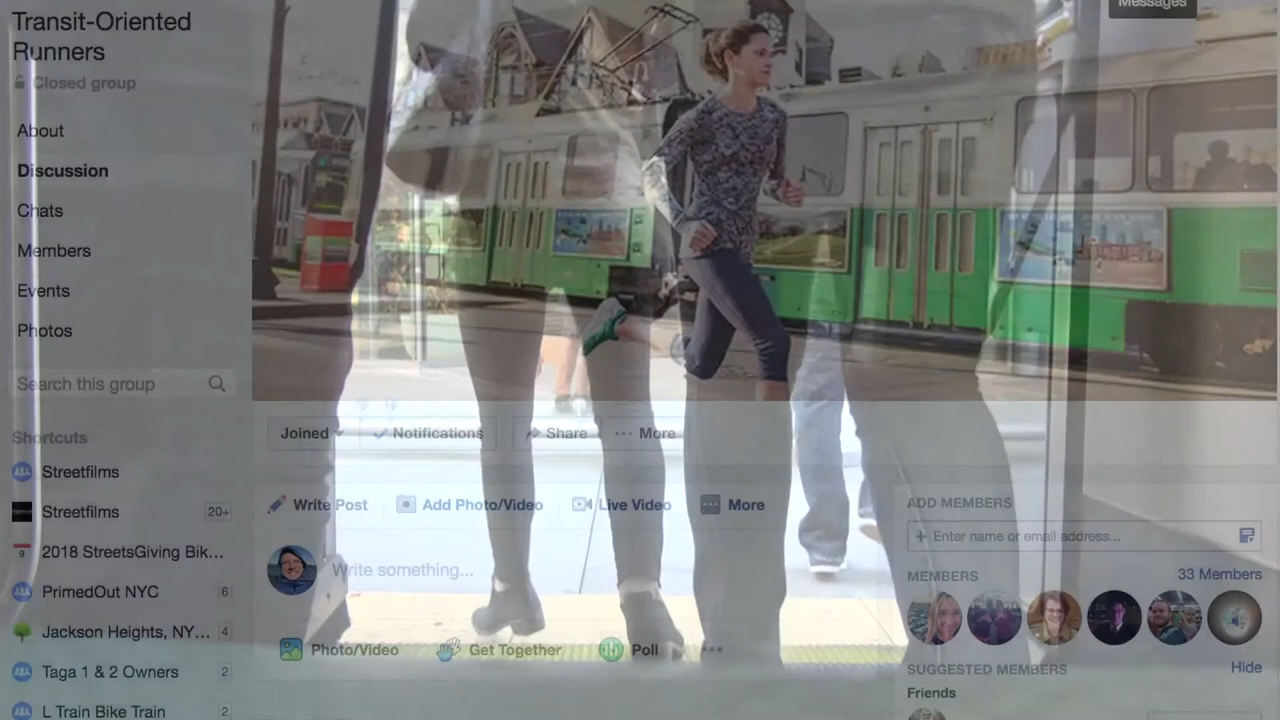 Messages
Transit-Oriented
Runners
Closed group
About
Discussion
Chats
Members
Events
Photos
Search this group
Shortcuts
Streetfilms
Streetfilms 20+
9 2018 StreetsGiving Bik...
PrimedOut NYC 6
Jackson Heights, NY... 4
Taga 1 & 2 Owners 2
L Train Bike Train 2
Joined Notifications Share ... More
Write Post Add Photo/Video Live Video More
Write something...
Photo/Video Get Together Poll ...
ADD MEMBERS
+ Enter name or email address...
MEMBERS 33 Members
SUGGESTED MEMBERS Hide
Friends